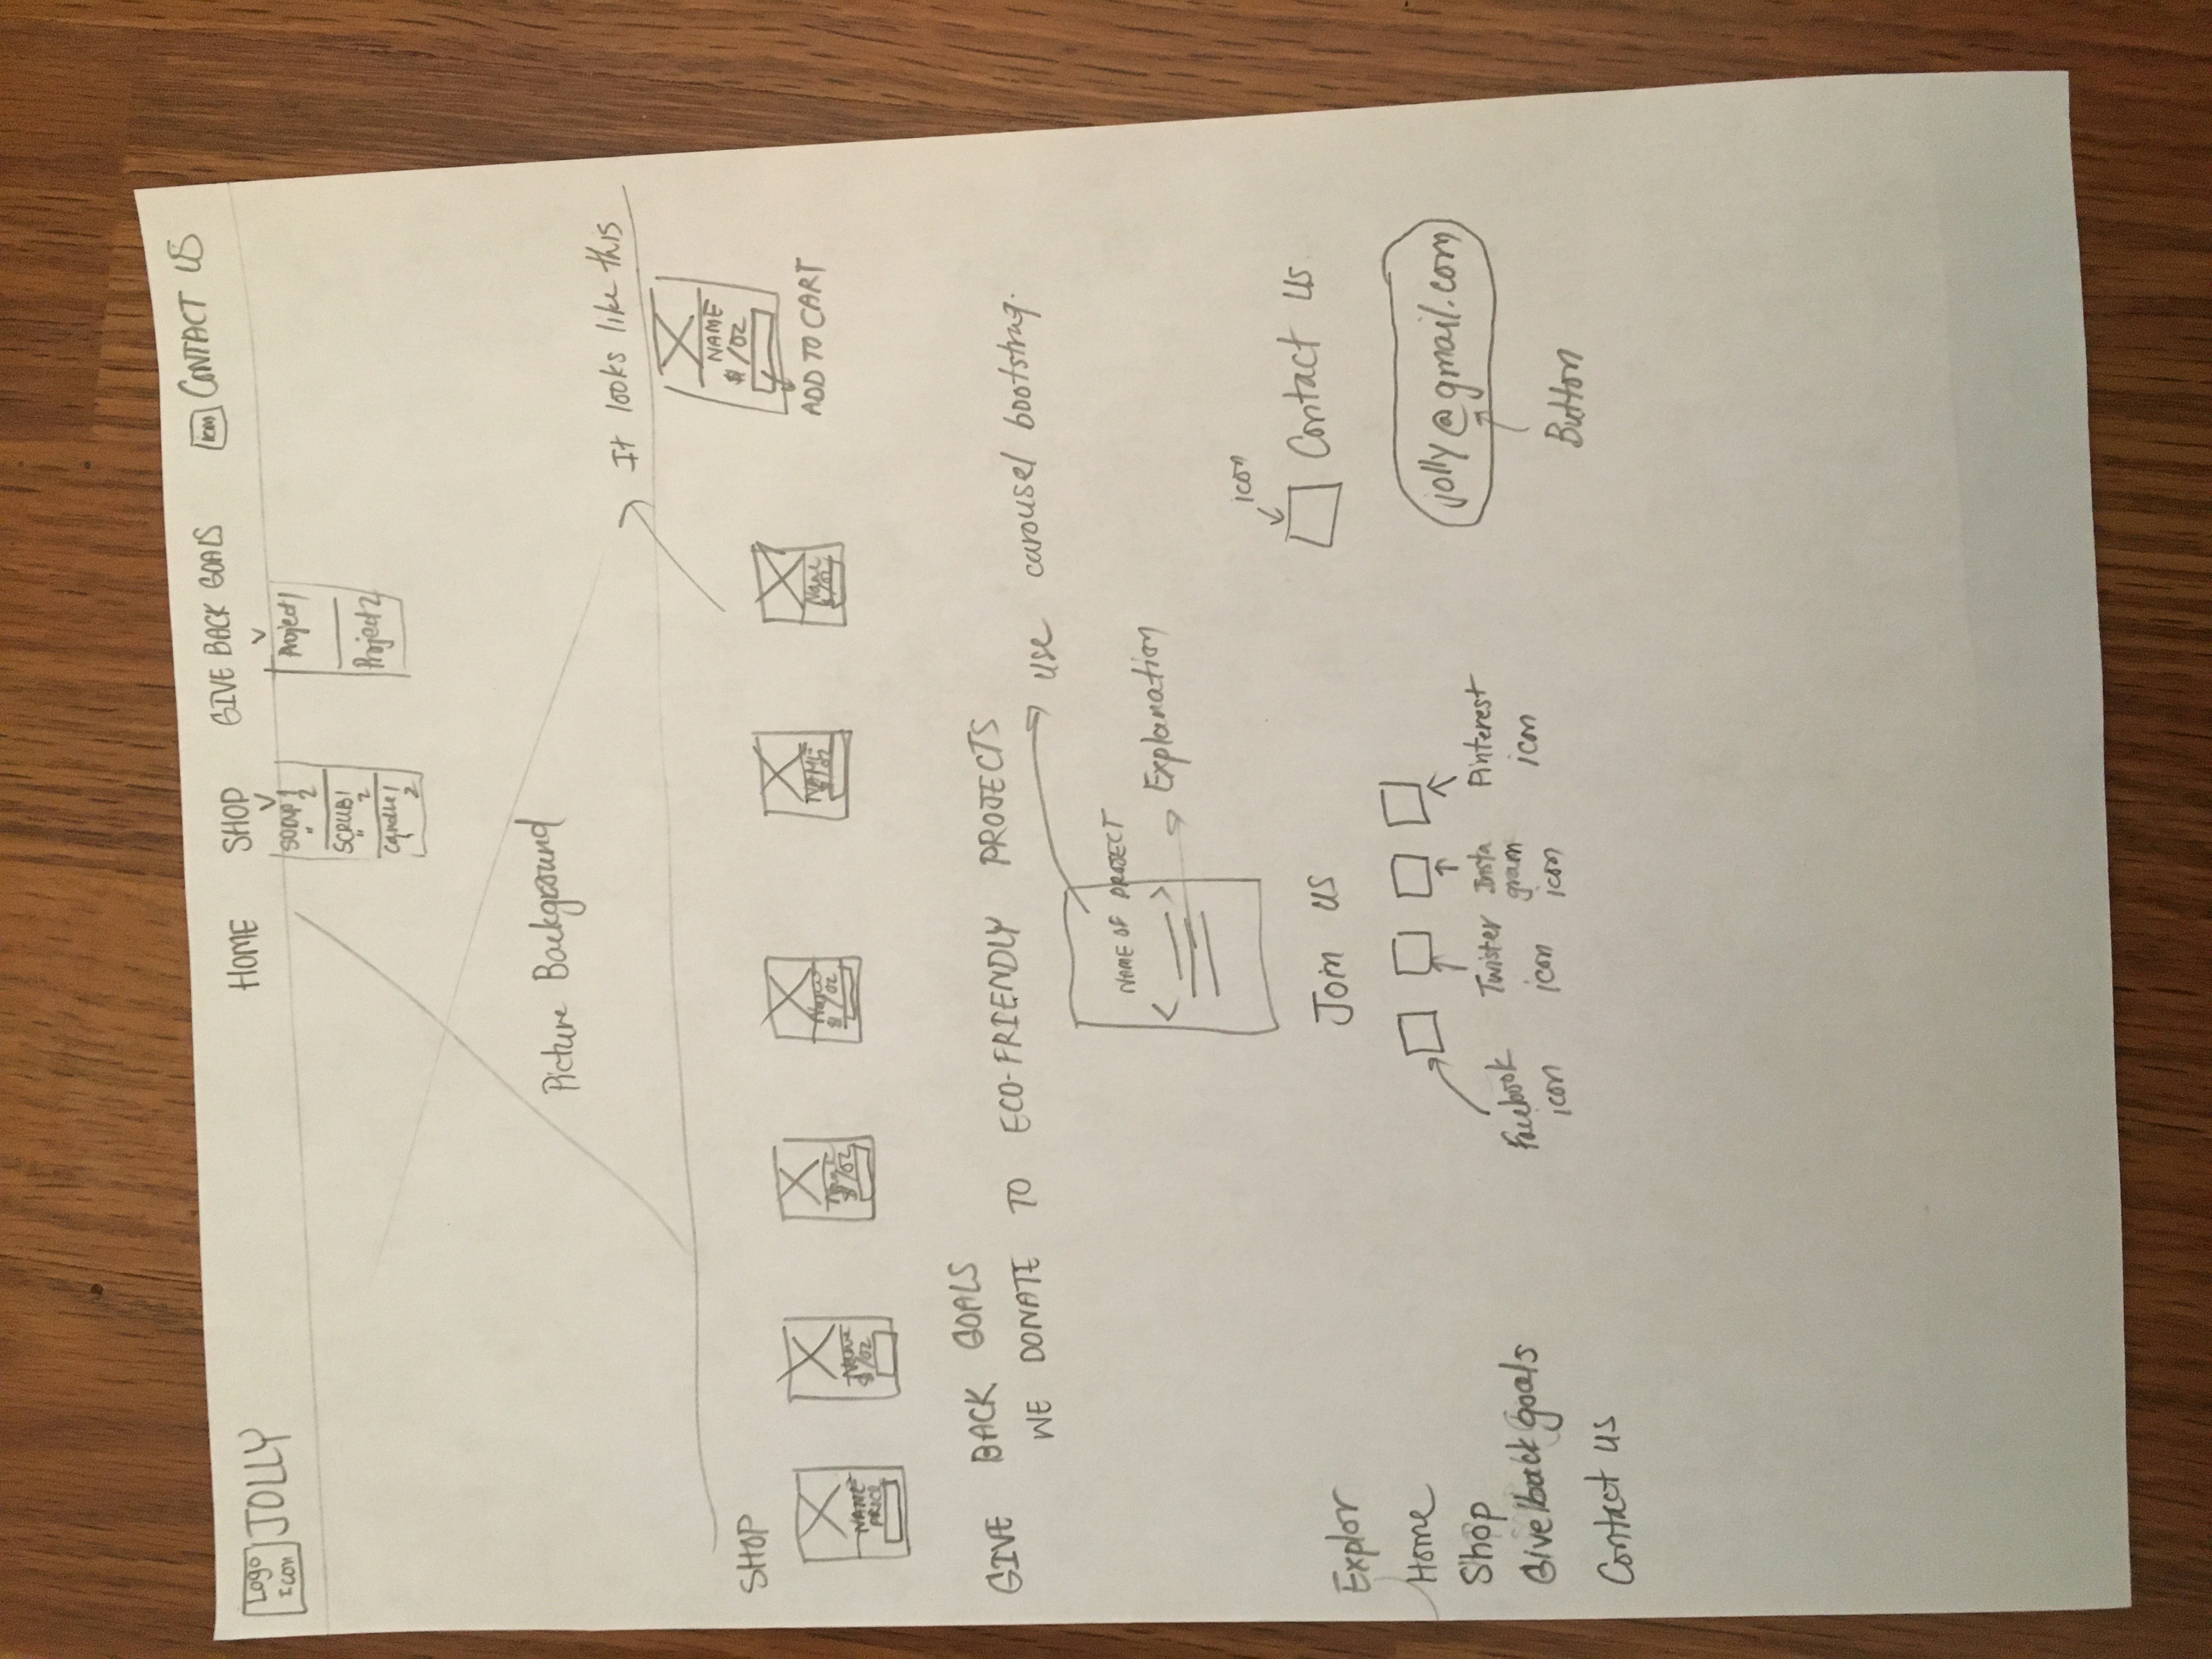 Logo
Icon
JOLLY
HOME
SHOP
GIVE BACK GOALS
icon
CONTACT US
SOAP 1
" 2
SCRUB 1
" 2
Candle 1
2
Project 1
Project 2
Picture Background
It looks like this
NAME
$ /OZ
ADD TO CART
SHOP
NAME
PRICE
Name
$ /OZ
Name
$ /OZ
Name
$ /OZ
NAME
$ /OZ
Name
$ /OZ
GIVE BACK GOALS
WE DONATE TO ECO-FRIENDLY PROJECTS
use carousel bootstrap.
NAME OF PROJECT
< >
Explanation
Explor
Home
Shop
Give back goals
Contact us
Join us
Facebook
icon
Twister
icon
Insta
gram
icon
Pinterest
icon
icon
Contact Us
jolly@gmail.com
Button